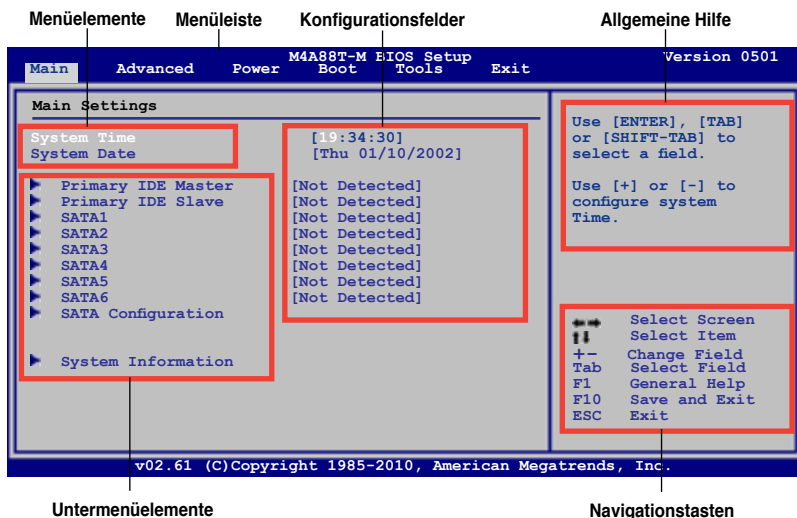 Menüelemente Menüleiste Konfigurationsfelder Allgemeine Hilfe
M4A88T-M BIOS Setup Version 0501
Main Advanced Power Boot Tools Exit
Main Settings
System Time [19:34:30]
System Date [Thu 01/10/2002]
Primary IDE Master [Not Detected]
Primary IDE Slave [Not Detected]
SATA1 [Not Detected]
SATA2 [Not Detected]
SATA3 [Not Detected]
SATA4 [Not Detected]
SATA5 [Not Detected]
SATA6 [Not Detected]
SATA Configuration
System Information
Use [ENTER], [TAB]
or [SHIFT-TAB] to
select a field.
Use [+] or [-] to
configure system
Time.
←→ Select Screen
↑↓ Select Item
+- Change Field
Tab Select Field
F1 General Help
F10 Save and Exit
ESC Exit
v02.61 (C)Copyright 1985-2010, American Megatrends, Inc.
Untermenüelemente Navigationstasten